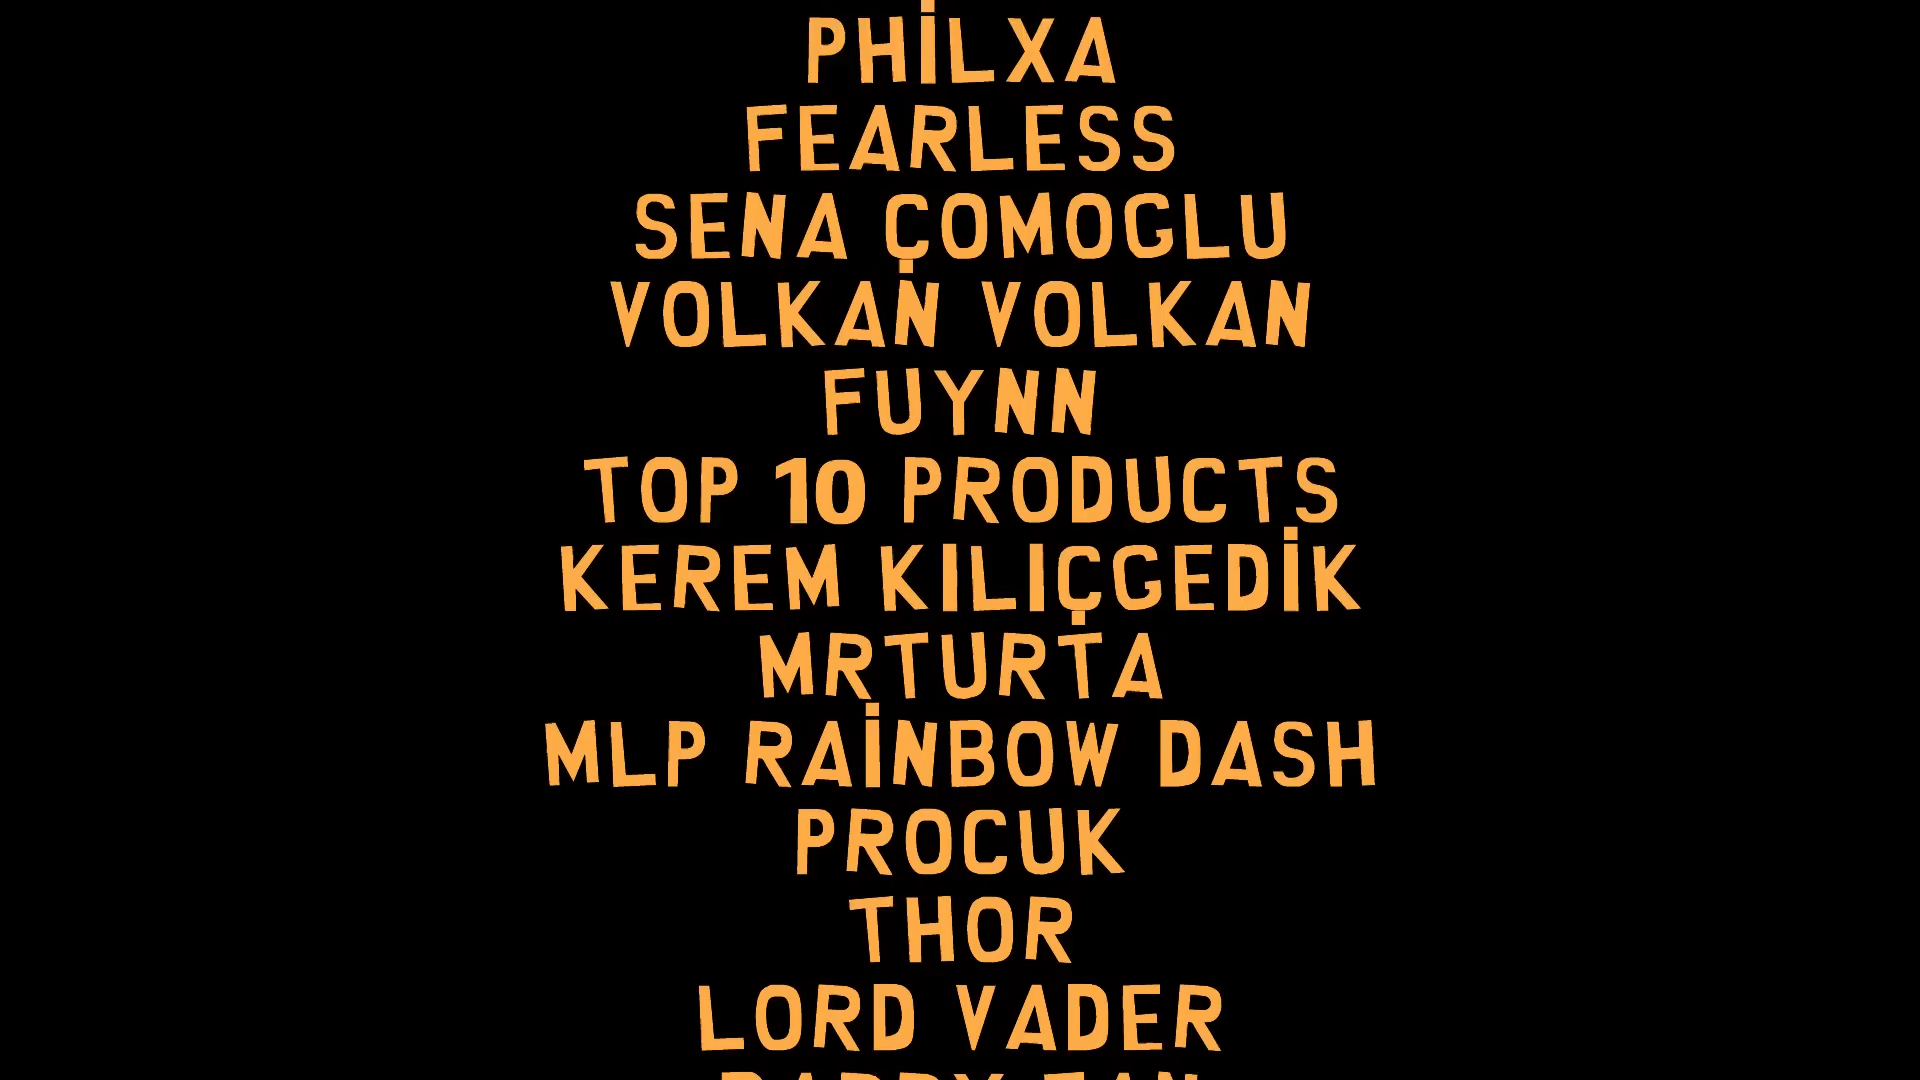 PHİLXA
FEARLESS
SENA ÇOMOGLU
VOLKAN VOLKAN
FUYNN
TOP 10 PRODUCTS
KEREM KILIÇGEDİK
MRTURTA
MLP RAİNBOW DASH
PROCUK
THOR
LORD VADER